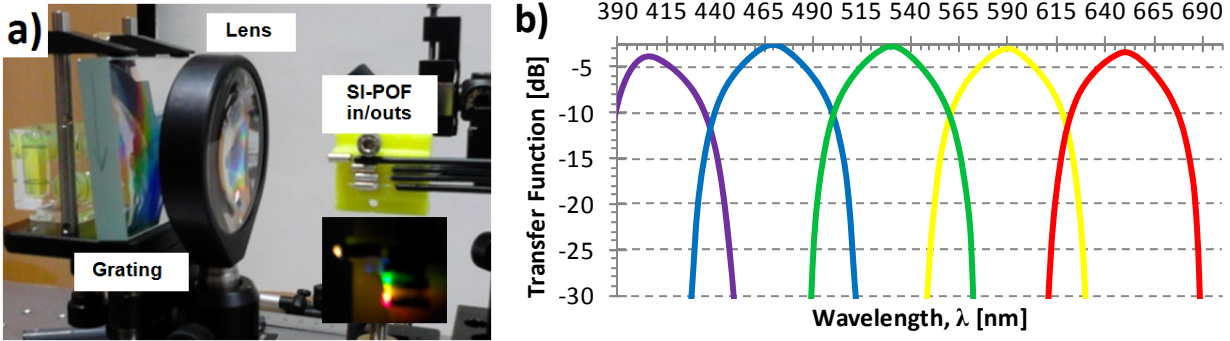 a)
Lens
SI-POF
in/outs
Grating
b)
390 415 440 465 490 515 540 565 590 615 640 665 690
Transfer Function [dB]
-5
-10
-15
-20
-25
-30
Wavelength, λ [nm]